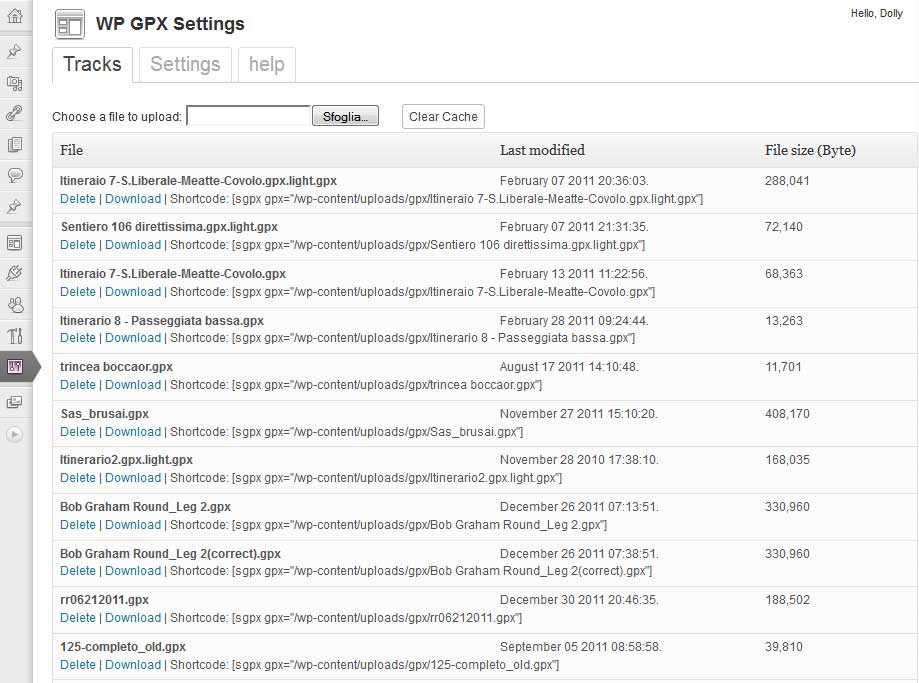 Hello, Dolly
WP GPX Settings
Tracks Settings help
Choose a file to upload: Sfoglia... Clear Cache
File Last modified File size (Byte)
Itineraio 7-S.Liberale-Meatte-Covolo.gpx.light.gpx February 07 2011 20:36:03. 288,041
Delete | Download | Shortcode: [sgpx gpx="/wp-content/uploads/gpx/Itineraio 7-S.Liberale-Meatte-Covolo.gpx.light.gpx"]
Sentiero 106 direttissima.gpx.light.gpx February 07 2011 21:31:35. 72,140
Delete | Download | Shortcode: [sgpx gpx="/wp-content/uploads/gpx/Sentiero 106 direttissima.gpx.light.gpx"]
Itineraio 7-S.Liberale-Meatte-Covolo.gpx February 13 2011 11:22:56. 68,363
Delete | Download | Shortcode: [sgpx gpx="/wp-content/uploads/gpx/Itineraio 7-S.Liberale-Meatte-Covolo.gpx"]
Itinerario 8 - Passeggiata bassa.gpx February 28 2011 09:24:44. 13,263
Delete | Download | Shortcode: [sgpx gpx="/wp-content/uploads/gpx/Itinerario 8 - Passeggiata bassa.gpx"]
trincea boccaor.gpx August 17 2011 14:10:48. 11,701
Delete | Download | Shortcode: [sgpx gpx="/wp-content/uploads/gpx/trincea boccaor.gpx"]
Sas_brusai.gpx November 27 2011 15:10:20. 408,170
Delete | Download | Shortcode: [sgpx gpx="/wp-content/uploads/gpx/Sas_brusai.gpx"]
Itinerario2.gpx.light.gpx November 28 2010 17:38:10. 168,035
Delete | Download | Shortcode: [sgpx gpx="/wp-content/uploads/gpx/Itinerario2.gpx.light.gpx"]
Bob Graham Round_Leg 2.gpx December 26 2011 07:13:51. 330,960
Delete | Download | Shortcode: [sgpx gpx="/wp-content/uploads/gpx/Bob Graham Round_Leg 2.gpx"]
Bob Graham Round_Leg 2(correct).gpx December 26 2011 07:38:51. 330,960
Delete | Download | Shortcode: [sgpx gpx="/wp-content/uploads/gpx/Bob Graham Round_Leg 2(correct).gpx"]
rr06212011.gpx December 30 2011 20:46:35. 188,502
Delete | Download | Shortcode: [sgpx gpx="/wp-content/uploads/gpx/rr06212011.gpx"]
125-completo_old.gpx September 05 2011 08:58:58. 39,810
Delete | Download | Shortcode: [sgpx gpx="/wp-content/uploads/gpx/125-completo_old.gpx"]